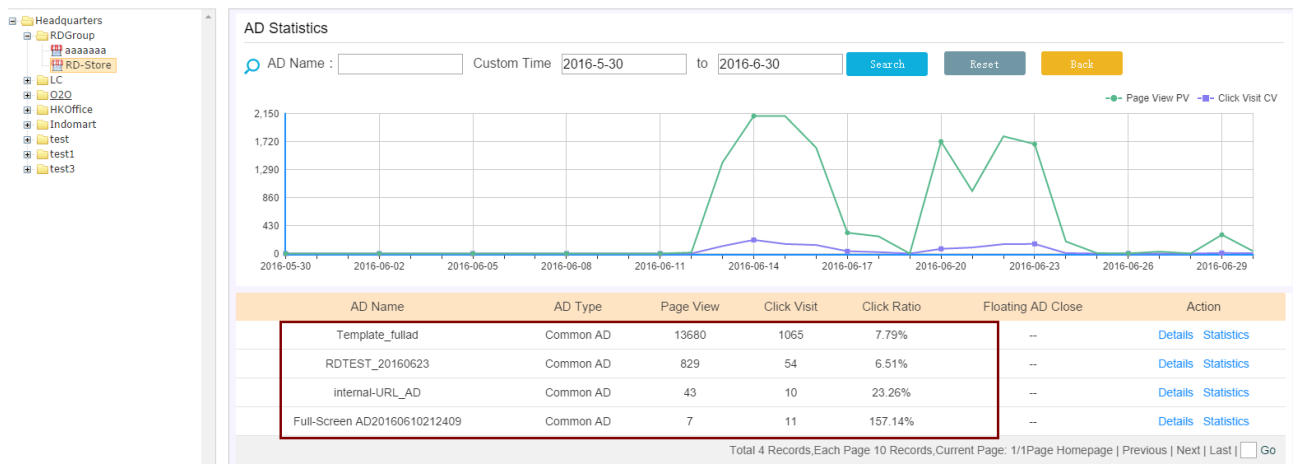 Headquarters
RDGroup
aaaaaaa
RD-Store
LC
O2O
HKOffice
Indomart
test
test1
test3
AD Statistics
AD Name : Custom Time 2016-5-30 to 2016-6-30 Search Reset Back
Page View PV Click Visit CV
2,150
1,720
1,290
860
430
0
2016-05-30 2016-06-02 2016-06-05 2016-06-08 2016-06-11 2016-06-14 2016-06-17 2016-06-20 2016-06-23 2016-06-26 2016-06-29
AD Name AD Type Page View Click Visit Click Ratio Floating AD Close Action
Template_fullad Common AD 13680 1065 7.79% -- Details Statistics
RDTEST_20160623 Common AD 829 54 6.51% -- Details Statistics
internal-URL_AD Common AD 43 10 23.26% -- Details Statistics
Full-Screen AD20160610212409 Common AD 7 11 157.14% -- Details Statistics
Total 4 Records,Each Page 10 Records,Current Page: 1/1Page Homepage | Previous | Next | Last | Go